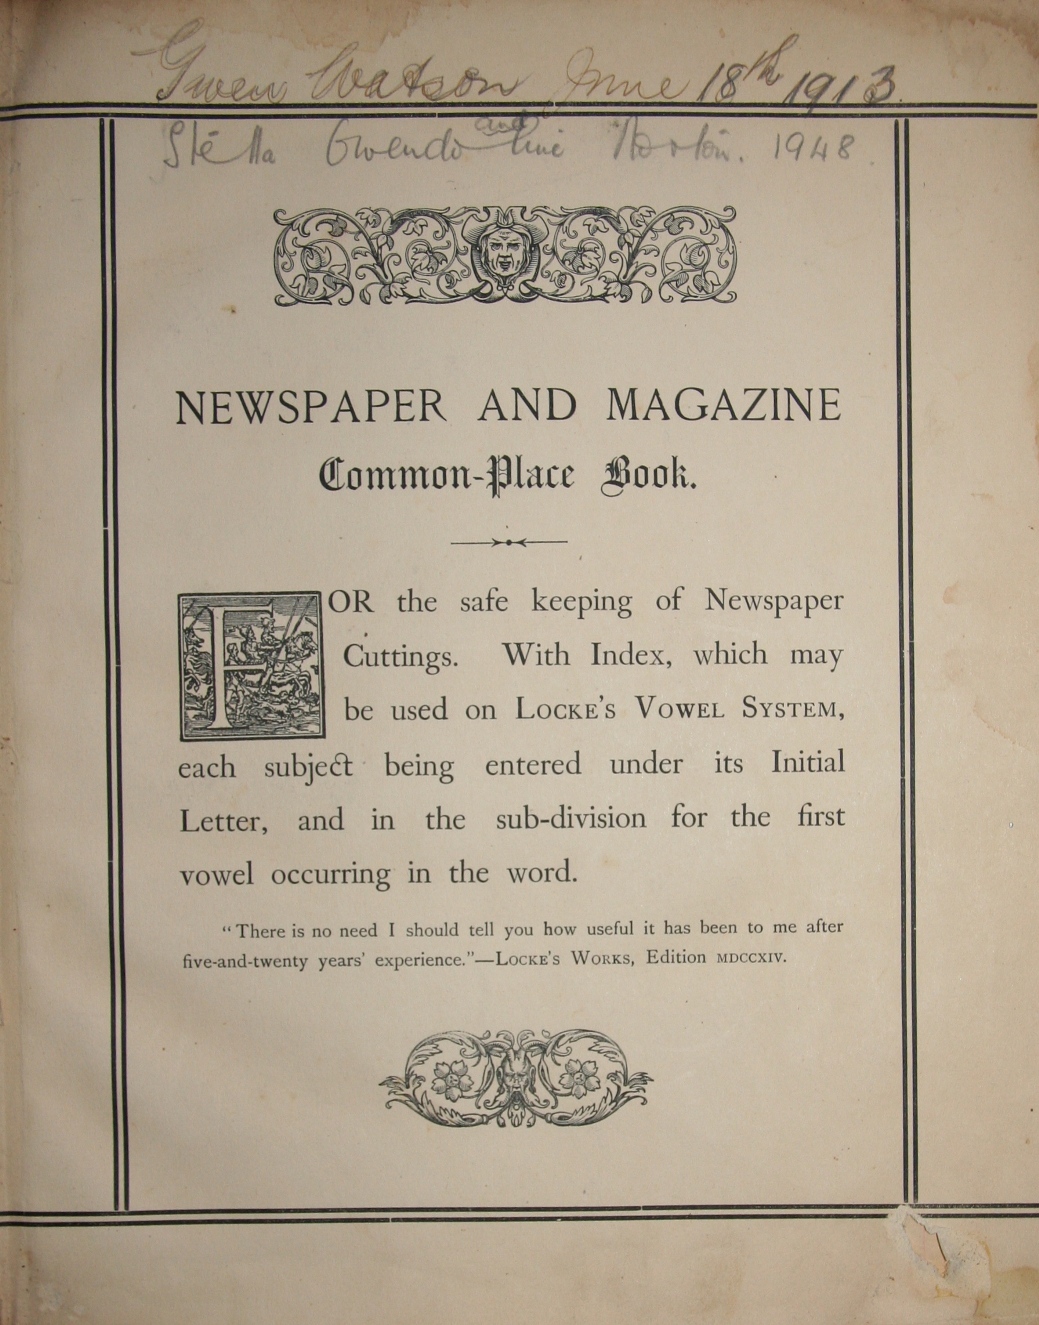 Gwen Watson June 18th 1913.
Stella Gwendoline and 1948.
NEWSPAPER AND MAGAZINE
Common-Place Book.
FOR the safe keeping of Newspaper
Cuttings. With Index, which may
be used on LOCKE'S VOWEL SYSTEM,
each subject being entered under its Initial
Letter, and in the sub-division for the first
vowel occurring in the word.
"There is no need I should tell you how useful it has been to me after
five-and-twenty years' experience."—LOCKE'S WORKS, Edition MDCCXIV.